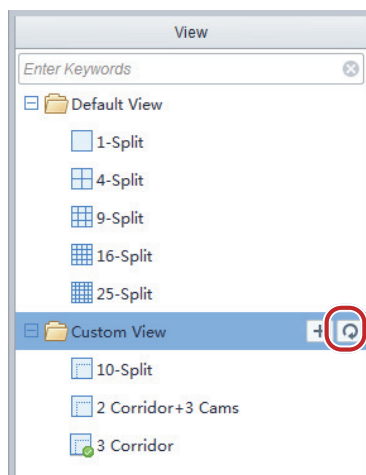 View
Enter Keywords
Default View
1-Split
4-Split
9-Split
16-Split
25-Split
Custom View
10-Split
2 Corridor+3 Cams
3 Corridor